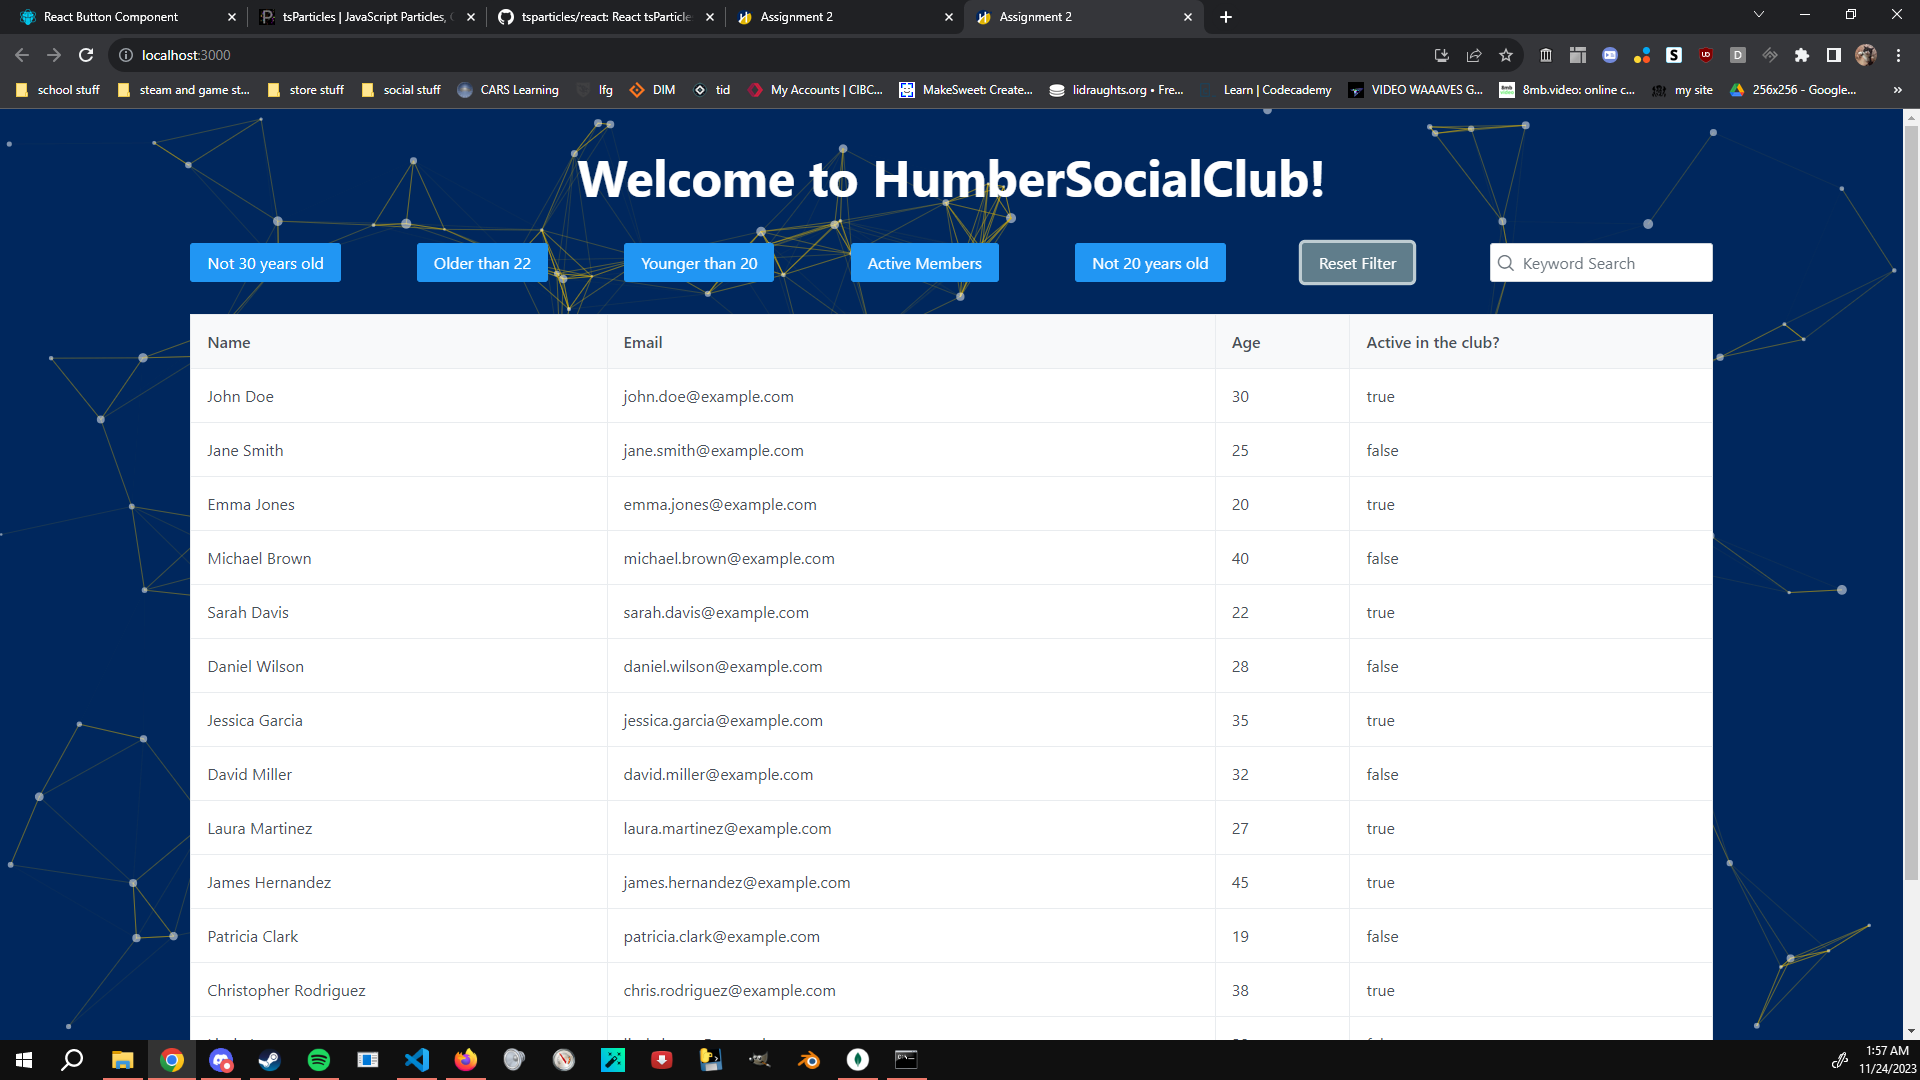 React Button Component
tsParticles | JavaScript Particles,
tsparticles/react: React tsParticle
Assignment 2
Assignment 2
localhost:3000
school stuff
steam and game st...
store stuff
social stuff
CARS Learning
lfg
DIM
tid
My Accounts | CIBC...
MakeSweet: Create...
lidraughts.org • Fre...
Learn | Codecademy
VIDEO WAAAVES G...
8mb.video: online c...
my site
256x256 - Google...
»
Welcome to HumberSocialClub!
Not 30 years old
Older than 22
Younger than 20
Active Members
Not 20 years old
Reset Filter
Keyword Search
Name Email Age Active in the club?
John Doe john.doe@example.com 30 true
Jane Smith jane.smith@example.com 25 false
Emma Jones emma.jones@example.com 20 true
Michael Brown michael.brown@example.com 40 false
Sarah Davis sarah.davis@example.com 22 true
Daniel Wilson daniel.wilson@example.com 28 false
Jessica Garcia jessica.garcia@example.com 35 true
David Miller david.miller@example.com 32 false
Laura Martinez laura.martinez@example.com 27 true
James Hernandez james.hernandez@example.com 45 true
Patricia Clark patricia.clark@example.com 19 false
Christopher Rodriguez chris.rodriguez@example.com 38 true
1:57 AM
11/24/2023